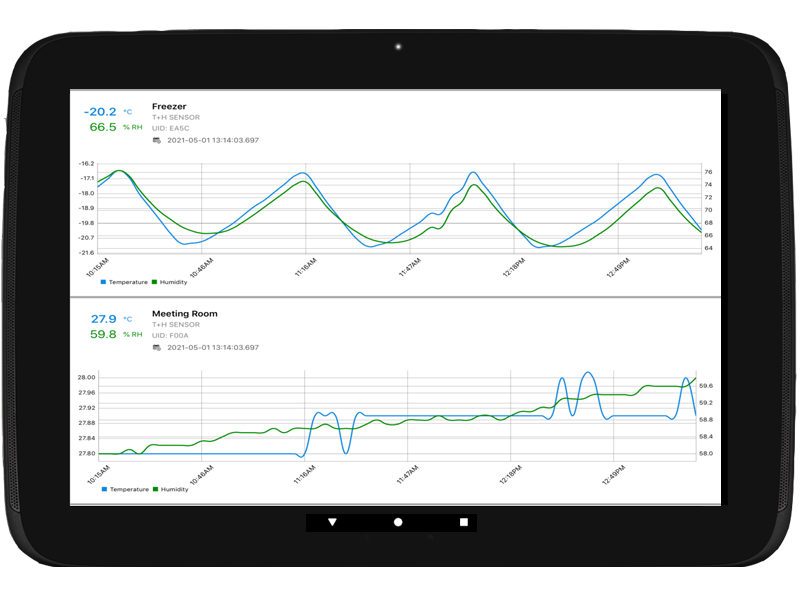 -20.2 °C
66.5 % RH
Freezer
T+H SENSOR
UID: EA5C
2021-05-01 13:14:03.697
-16.2
-17.1
-18.0
-18.9
-19.8
-20.7
-21.6
76
74
72
70
68
66
64
10:15AM
10:46AM
11:16AM
11:47AM
12:18PM
12:49PM
Temperature Humidity
27.9 °C
59.8 % RH
Meeting Room
T+H SENSOR
UID: F00A
2021-05-01 13:14:03.697
28.00
27.96
27.92
27.88
27.84
27.80
59.6
59.2
58.8
58.4
58.0
10:15AM
10:46AM
11:16AM
11:47AM
12:18PM
12:49PM
Temperature Humidity